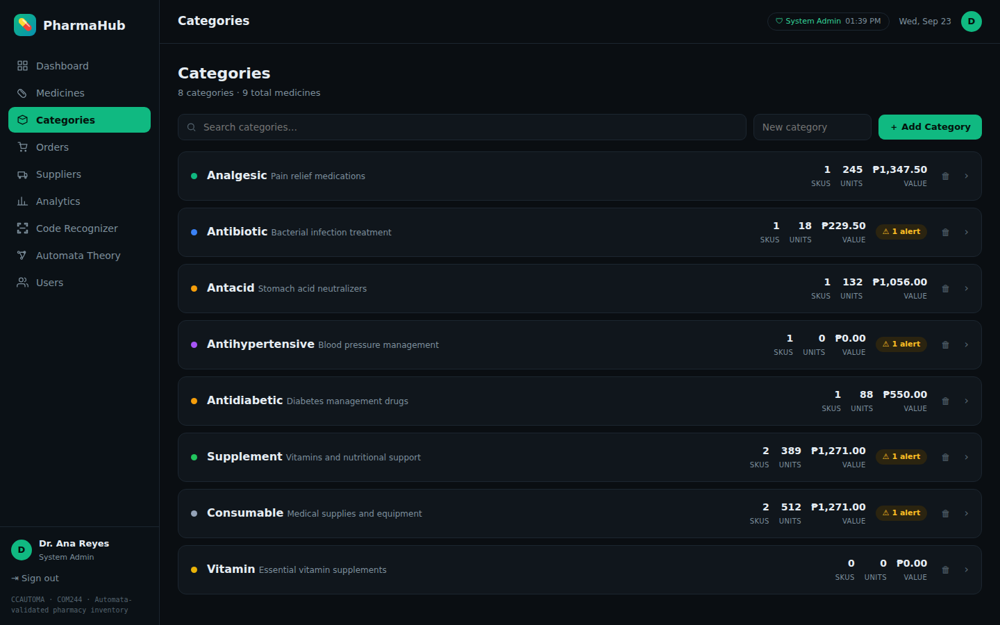 PharmaHub
Dashboard
Medicines
Categories
Orders
Suppliers
Analytics
Code Recognizer
Automata Theory
Users
Dr. Ana Reyes
D
System Admin
⇥ Sign out
CCAUTOMA · COM244 · Automata-
validated pharmacy inventory
Categories
System Admin 01:39 PM
Wed, Sep 23
D
Categories
8 categories · 9 total medicines
Search categories...
New category
+ Add Category
Analgesic Pain relief medications
1 245 ₱1,347.50
SKUS UNITS VALUE
Antibiotic Bacterial infection treatment
1 18 ₱229.50
SKUS UNITS VALUE
⚠ 1 alert
Antacid Stomach acid neutralizers
1 132 ₱1,056.00
SKUS UNITS VALUE
Antihypertensive Blood pressure management
1 0 ₱0.00
SKUS UNITS VALUE
⚠ 1 alert
Antidiabetic Diabetes management drugs
1 88 ₱550.00
SKUS UNITS VALUE
Supplement Vitamins and nutritional support
2 389 ₱1,271.00
SKUS UNITS VALUE
⚠ 1 alert
Consumable Medical supplies and equipment
2 512 ₱1,271.00
SKUS UNITS VALUE
⚠ 1 alert
Vitamin Essential vitamin supplements
0 0 ₱0.00
SKUS UNITS VALUE